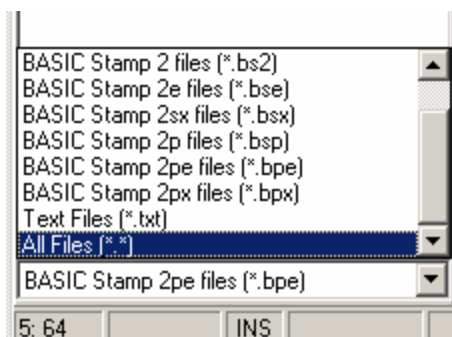 BASIC Stamp 2 files (*.bs2)
BASIC Stamp 2e files (*.bse)
BASIC Stamp 2sx files (*.bsx)
BASIC Stamp 2p files (*.bsp)
BASIC Stamp 2pe files (*.bpe)
BASIC Stamp 2px files (*.bpx)
Text Files (*.txt)
All Files (*.*)
BASIC Stamp 2pe files (*.bpe)
5: 64 INS